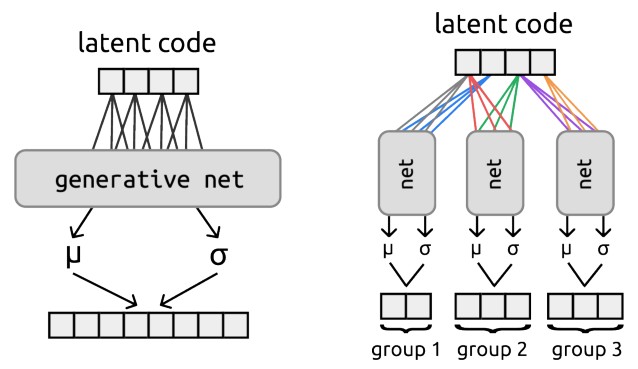 latent code
generative net
μ
σ
latent code
net
net
net
μ
σ
μ
σ
μ
σ
group 1
group 2
group 3